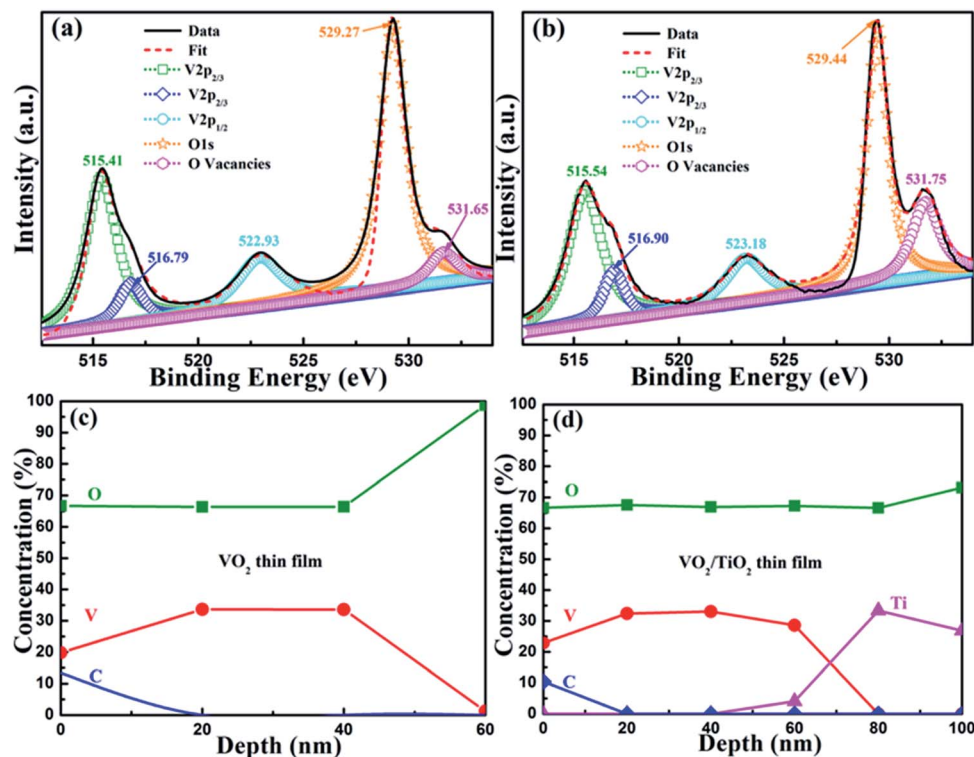 (a)
Data
Fit
V2p2/3
V2p2/3
V2p1/2
O1s
O Vacancies
529.27
515.41
516.79
522.93
531.65
Intensity (a.u.)
515 520 525 530
Binding Energy (eV)
(b)
Data
Fit
V2p2/3
V2p2/3
V2p1/2
O1s
O Vacancies
529.44
515.54
516.90
523.18
531.75
Intensity (a.u.)
515 520 525 530
Binding Energy (eV)
(c)
100
90
80
70
60
50
40
30
20
10
0
Concentration (%)
O
VO2 thin film
V
C
0 20 40 60
Depth (nm)
(d)
100
90
80
70
60
50
40
30
20
10
0
Concentration (%)
O
VO2/TiO2 thin film
Ti
V
C
0 20 40 60 80 100
Depth (nm)